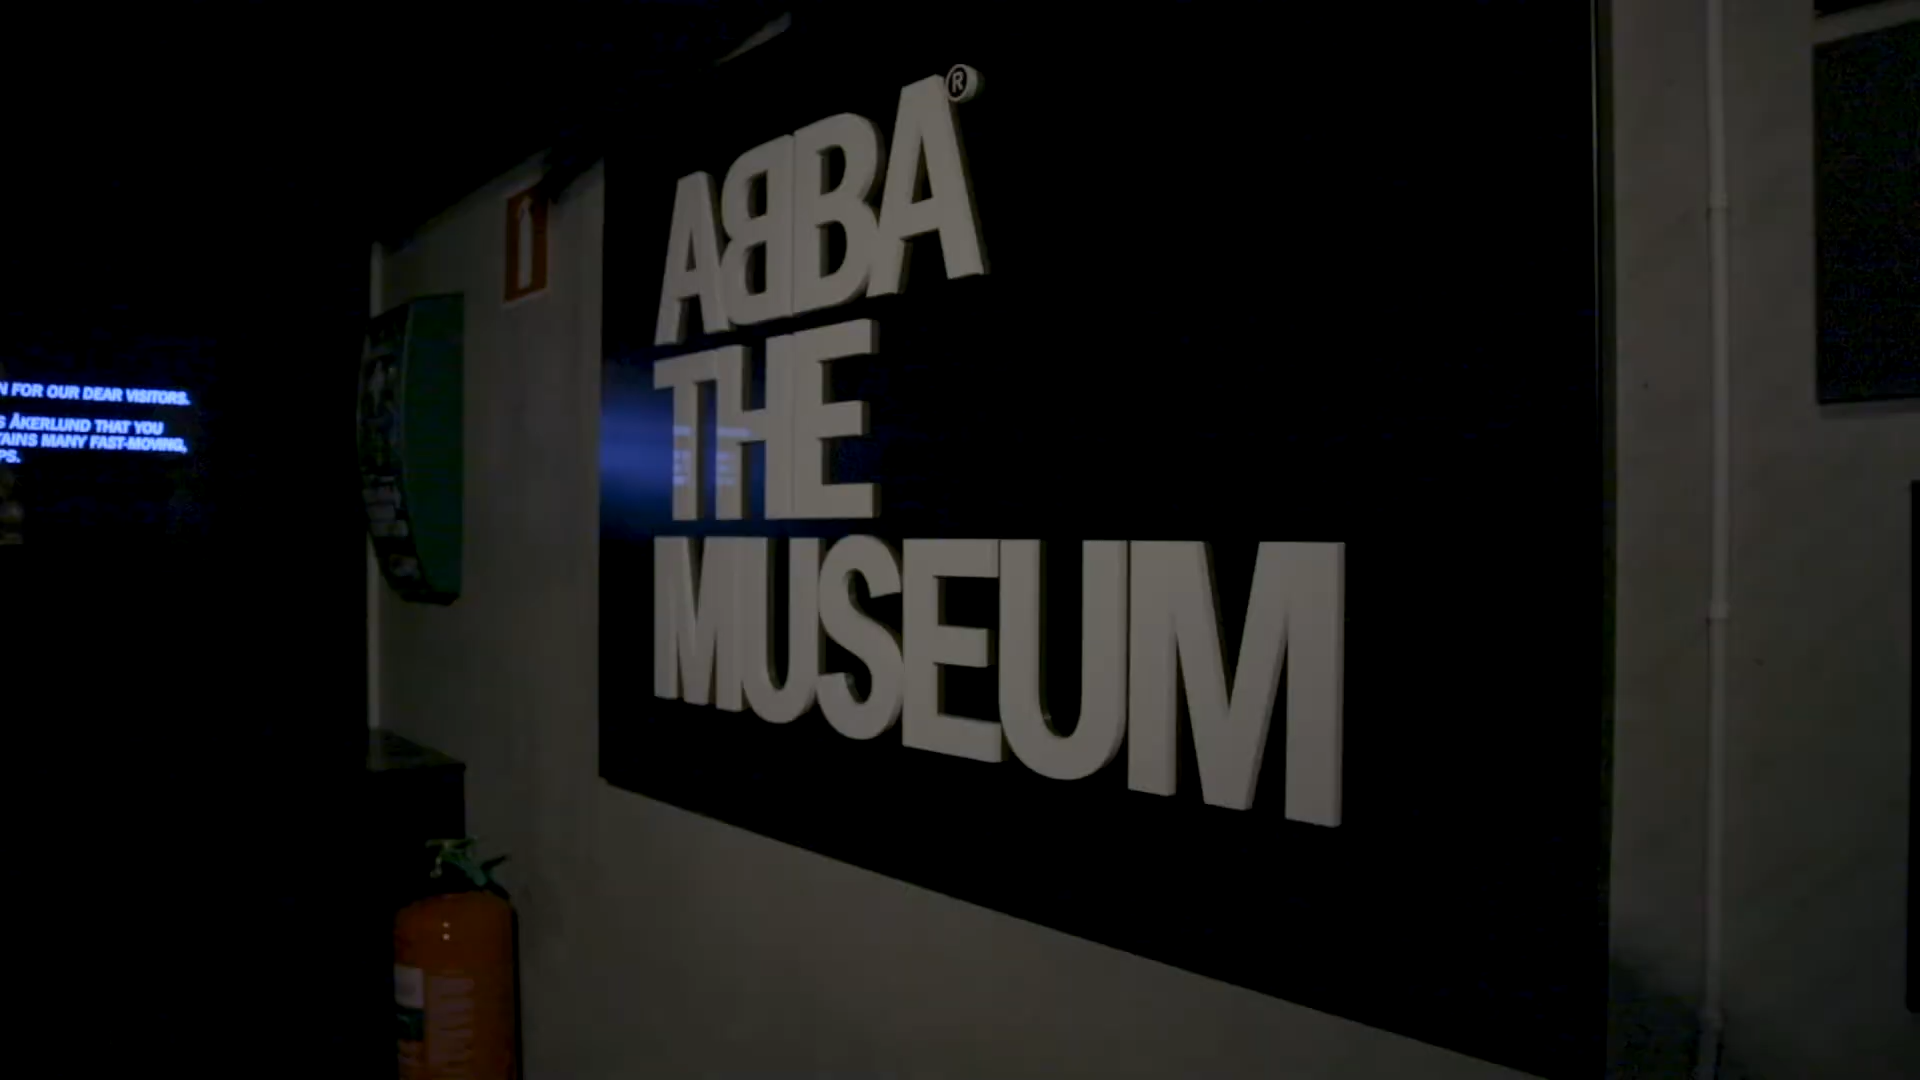 N FOR OUR DEAR VISITORS.
S ÅKERLUND THAT YOU
TAINS MANY FAST-MOVING,
PS.
ABBA®
THE
MUSEUM